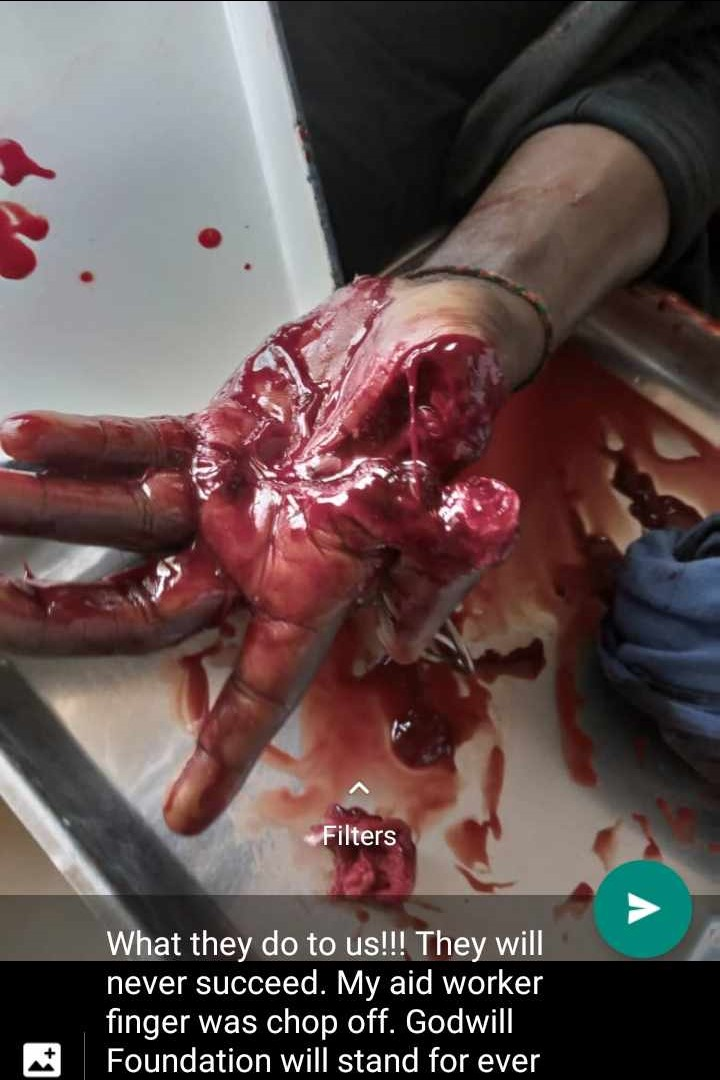 Filters
What they do to us!!! They will
never succeed. My aid worker
finger was chop off. Godwill
Foundation will stand for ever